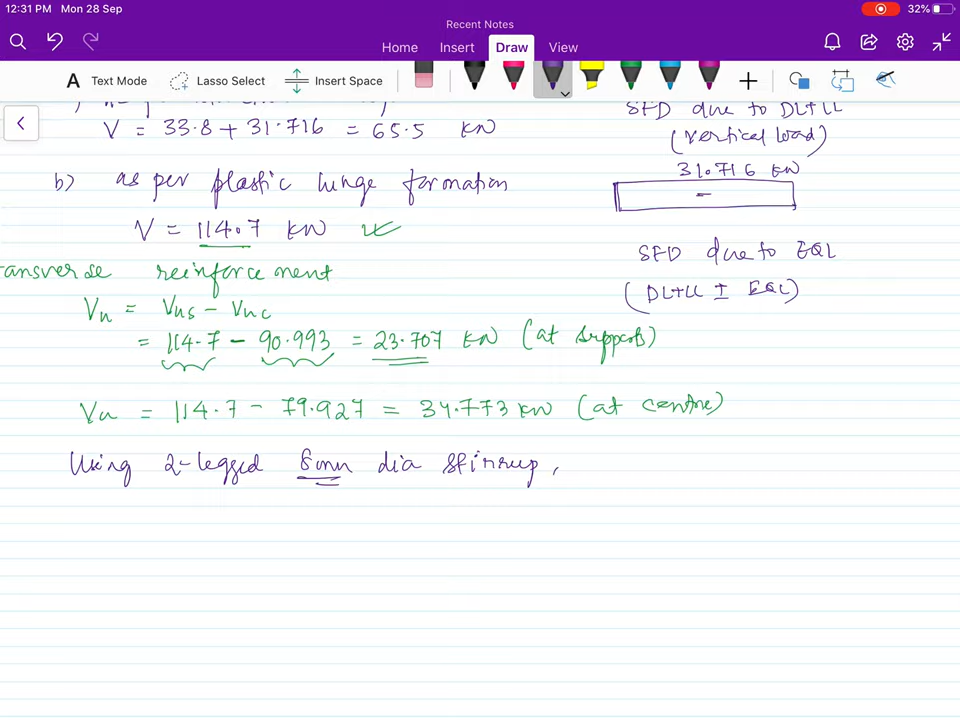 12:31 PM Mon 28 Sep
32%
Recent Notes
Home Insert Draw View
Text Mode Lasso Select Insert Space
V = 33.8 + 31.716 = 65.5 KN
b) as per plastic hinge formation
V = 114.7 KN
ransverse reinforcement
Vu = Vus - Vuc
= 114.7 - 90.993 = 23.707 KN (at supports)
Vu = 114.7 - 79.927 = 34.773 KN (at centre)
Using 2-legged 8mm dia stirrup,
SFD due to DL+LL
(vertical load)
31.716 KN
-
SFD due to EQL
(DL+LL ± EQL)